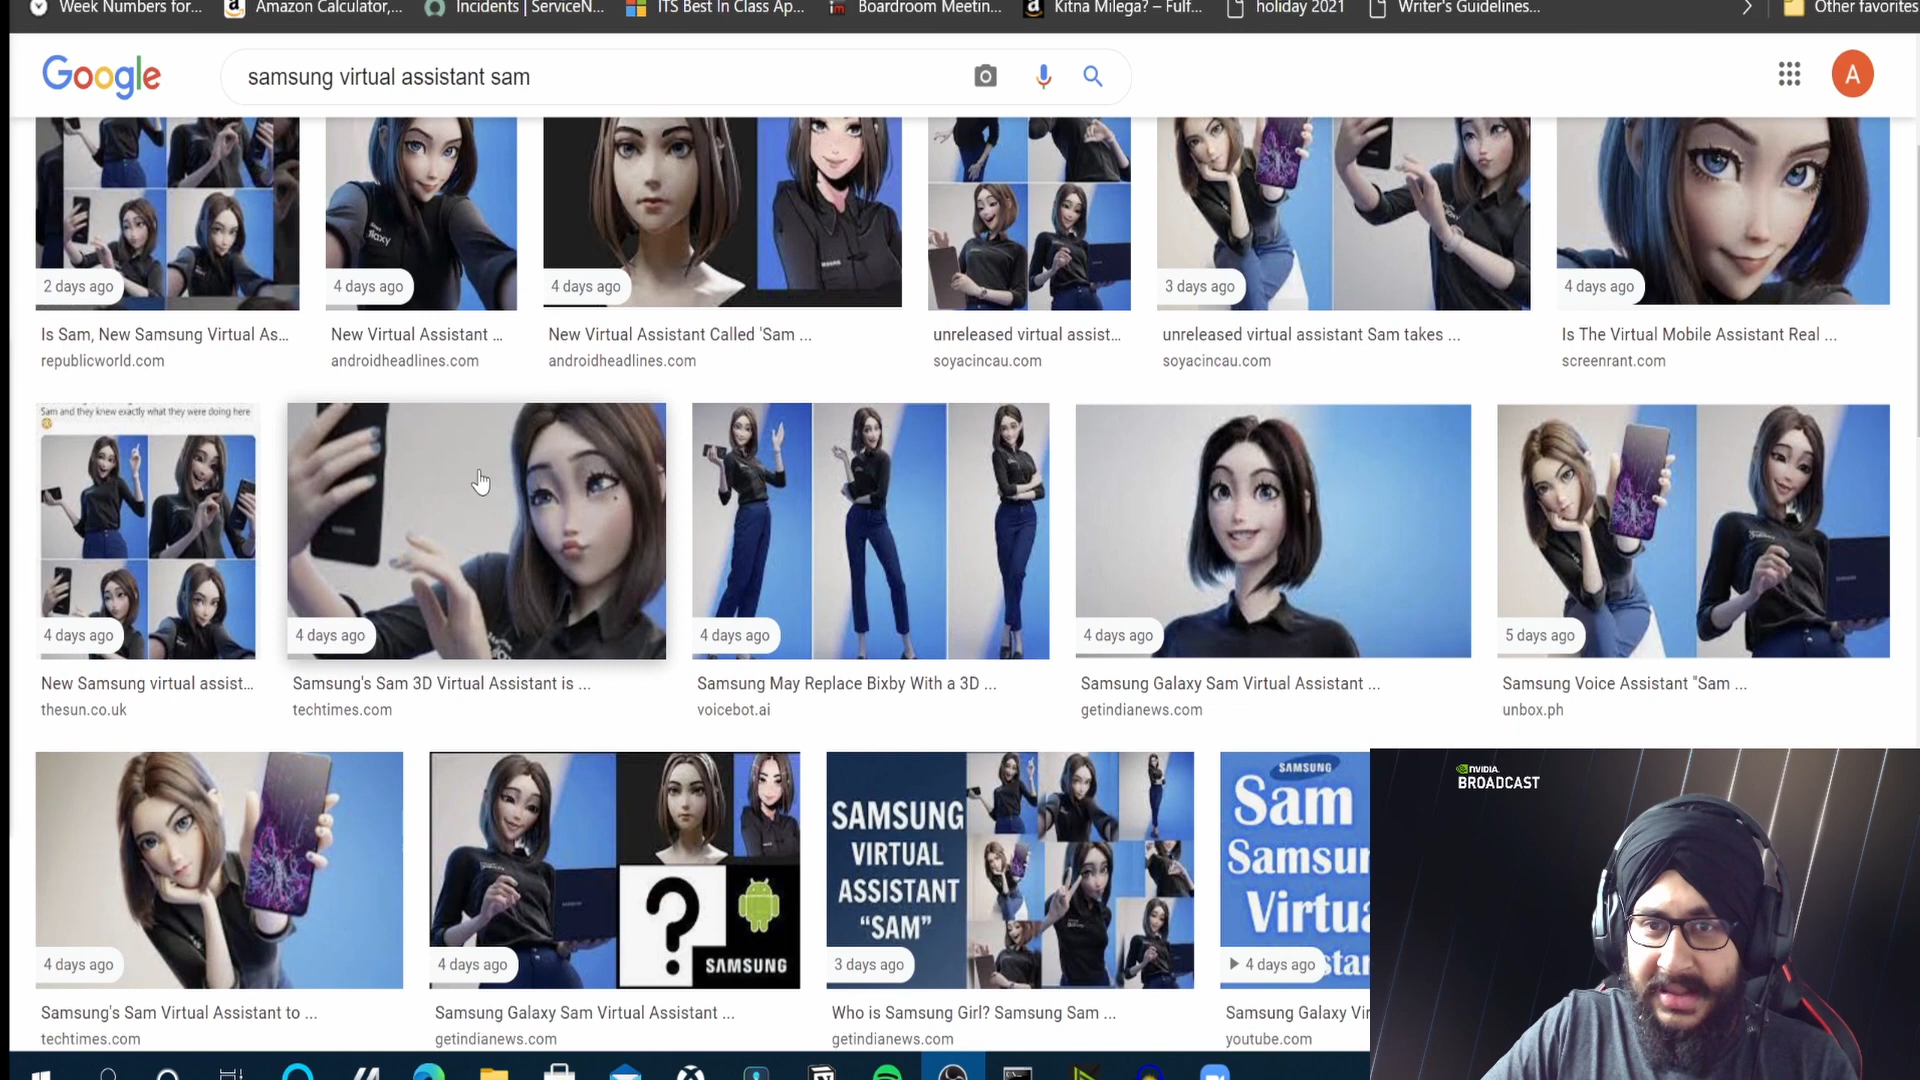 Week Numbers for...
Amazon Calculator,...
Incidents | ServiceN...
ITS Best In Class Ap...
im
Boardroom Meetin...
Kitna Milega? – Fulf...
holiday 2021
Writer's Guidelines...
Other favorites
Google
samsung virtual assistant sam
A
2 days ago
4 days ago
4 days ago
3 days ago
4 days ago
Is Sam, New Samsung Virtual As...
New Virtual Assistant ...
New Virtual Assistant Called 'Sam ...
unreleased virtual assist...
unreleased virtual assistant Sam takes ...
Is The Virtual Mobile Assistant Real ...
republicworld.com
androidheadlines.com
androidheadlines.com
soyacincau.com
soyacincau.com
screenrant.com
Sam and they knew exactly what they were doing here
4 days ago
4 days ago
4 days ago
4 days ago
5 days ago
New Samsung virtual assist...
Samsung's Sam 3D Virtual Assistant is ...
Samsung May Replace Bixby With a 3D ...
Samsung Galaxy Sam Virtual Assistant ...
Samsung Voice Assistant "Sam ...
thesun.co.uk
techtimes.com
voicebot.ai
getindianews.com
unbox.ph
4 days ago
?
SAMSUNG
4 days ago
SAMSUNG
VIRTUAL
ASSISTANT
“SAM”
3 days ago
SAMSUNG
Sam
Samsun
Virtua
stan
4 days ago
NVIDIA
BROADCAST
Samsung's Sam Virtual Assistant to ...
Samsung Galaxy Sam Virtual Assistant ...
Who is Samsung Girl? Samsung Sam ...
Samsung Galaxy Vir
techtimes.com
getindianews.com
getindianews.com
youtube.com